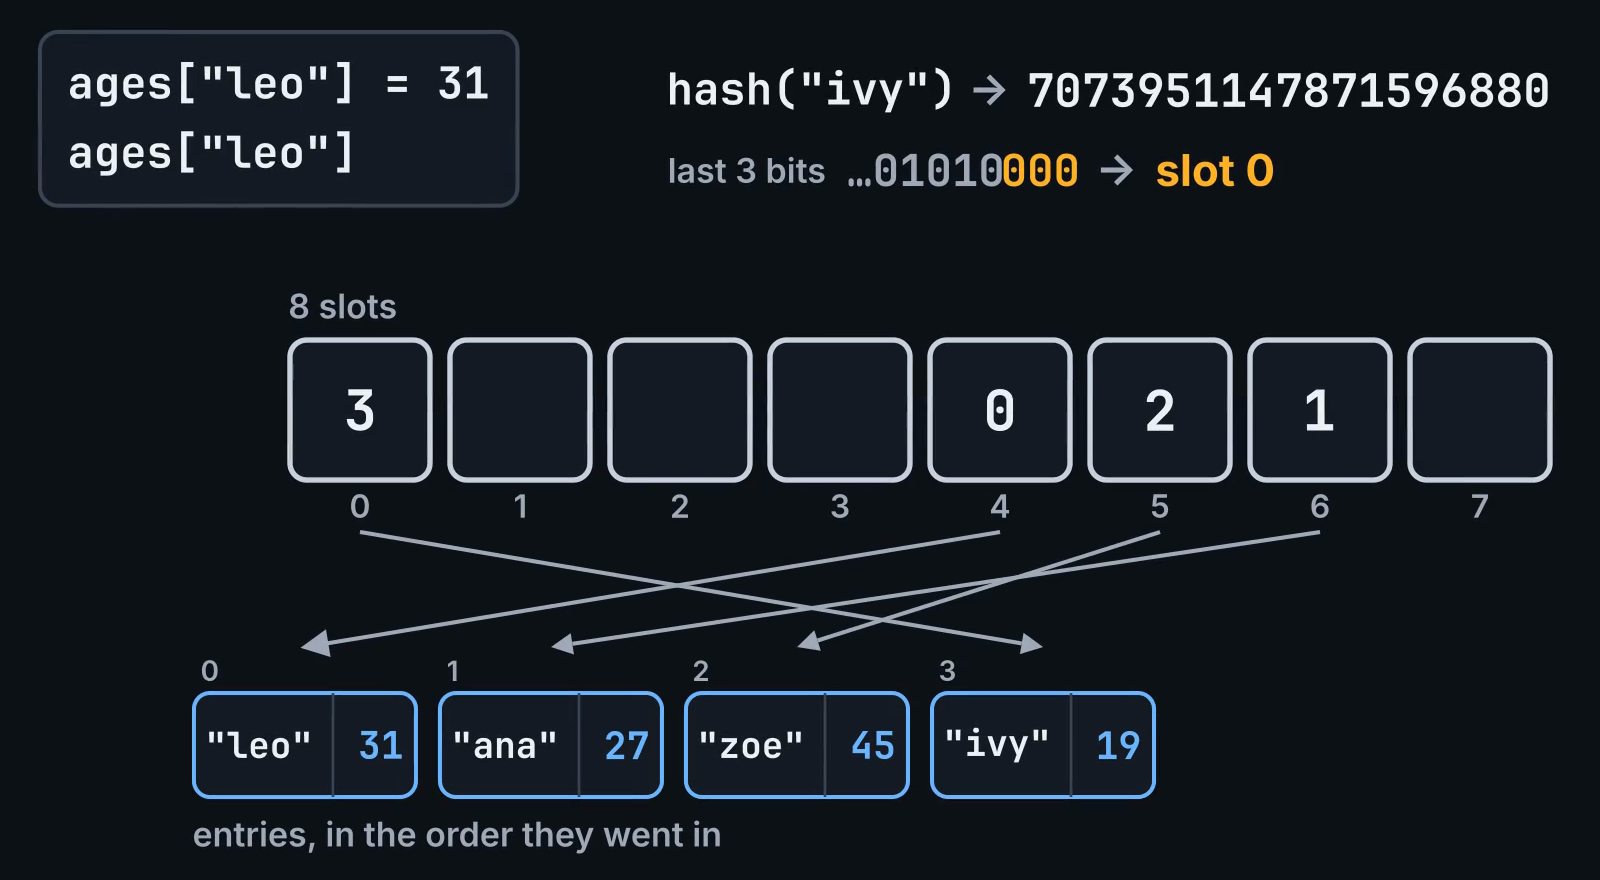 ages["leo"] = 31
ages["leo"]
hash("ivy") → 7073951147871596880
last 3 bits …01010000 → slot 0
8 slots
3 0 2 1
0 1 2 3 4 5 6 7
0 1 2 3
"leo" 31 "ana" 27 "zoe" 45 "ivy" 19
entries, in the order they went in